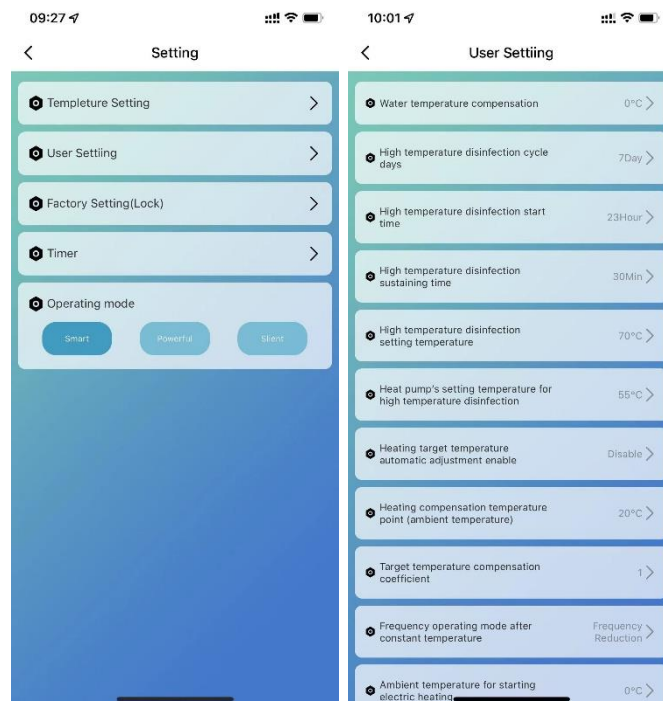 09:27
Setting
Templeture Setting
User Settiing
Factory Setting(Lock)
Timer
Operating mode
Smart
Powerful
Slient
10:01
User Settiing
Water temperature compensation
0°C
High temperature disinfection cycle
days
7Day
High temperature disinfection start
time
23Hour
High temperature disinfection
sustaining time
30Min
High temperature disinfection
setting temperature
70°C
Heat pump's setting temperature for
high temperature disinfection
55°C
Heating target temperature
automatic adjustment enable
Disable
Heating compensation temperature
point (ambient temperature)
20°C
Target temperature compensation
coefficient
1
Frequency operating mode after
constant temperature
Frequency
Reduction
Ambient temperature for starting
electric heating
0°C